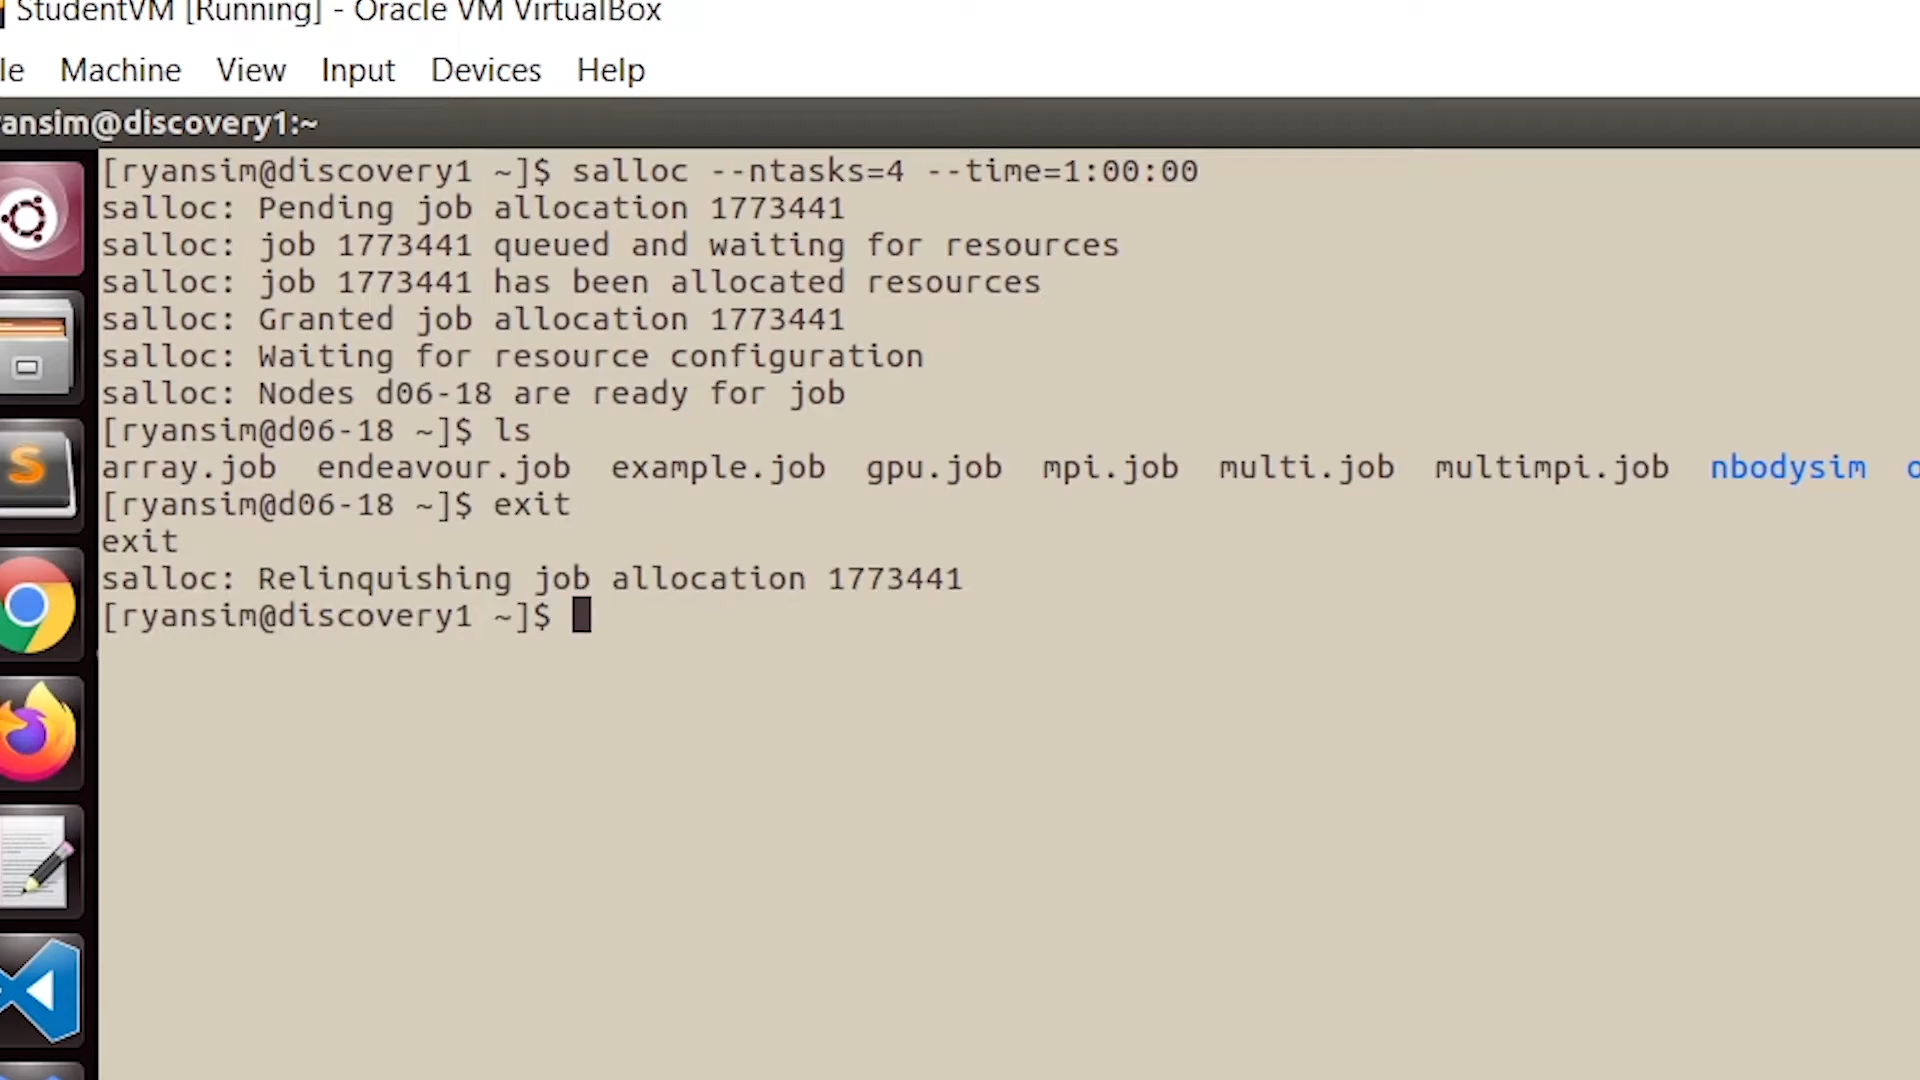 StudentVM [Running] - Oracle VM VirtualBox
Machine View Input Devices Help
ansim@discovery1:~
[ryansim@discovery1 ~]$ salloc --ntasks=4 --time=1:00:00
salloc: Pending job allocation 1773441
salloc: job 1773441 queued and waiting for resources
salloc: job 1773441 has been allocated resources
salloc: Granted job allocation 1773441
salloc: Waiting for resource configuration
salloc: Nodes d06-18 are ready for job
[ryansim@d06-18 ~]$ ls
array.job endeavour.job example.job gpu.job mpi.job multi.job multimpi.job nbodysim
[ryansim@d06-18 ~]$ exit
exit
salloc: Relinquishing job allocation 1773441
[ryansim@discovery1 ~]$